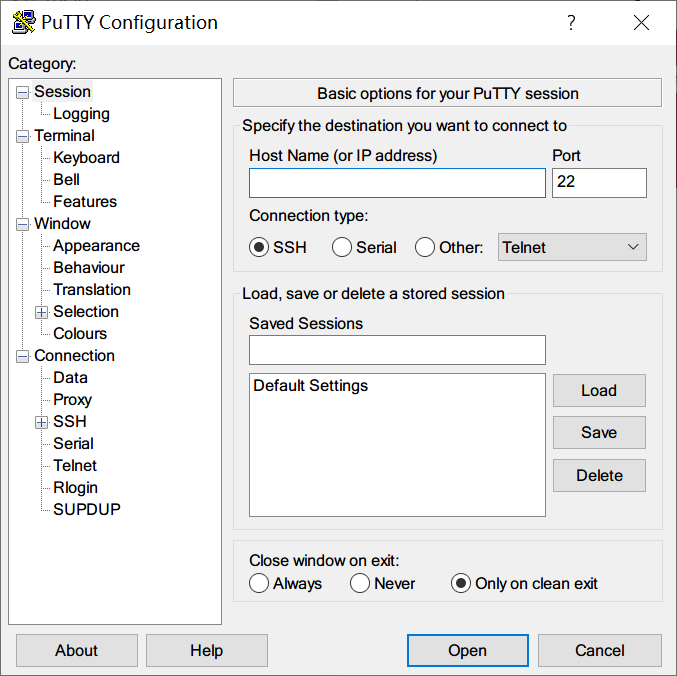 PuTTY Configuration
?
Category:
Session
Logging
Terminal
Keyboard
Bell
Features
Window
Appearance
Behaviour
Translation
Selection
Colours
Connection
Data
Proxy
SSH
Serial
Telnet
Rlogin
SUPDUP
Basic options for your PuTTY session
Specify the destination you want to connect to
Host Name (or IP address) Port
22
Connection type:
SSH Serial Other: Telnet
Load, save or delete a stored session
Saved Sessions
Default Settings
Load
Save
Delete
Close window on exit:
Always Never Only on clean exit
About Help Open Cancel